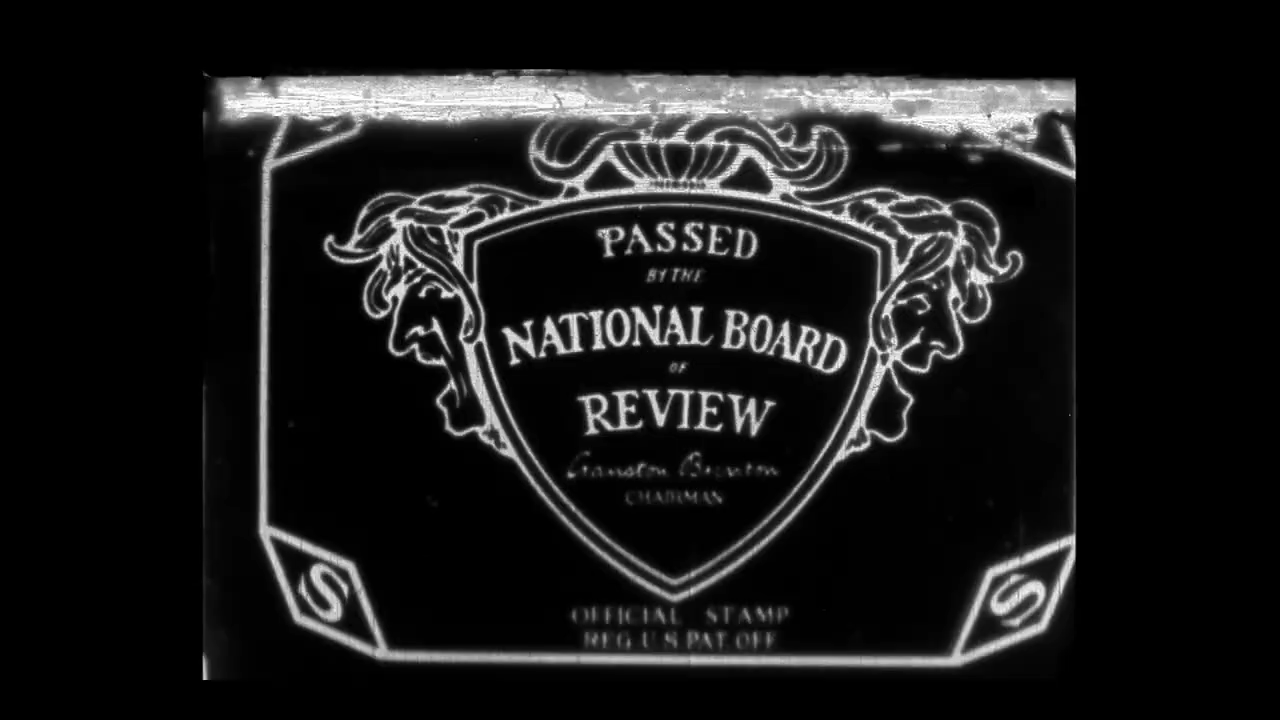 PASSED
BY THE
NATIONAL BOARD
OF
REVIEW
Cranston Brenton
CHAIRMAN
OFFICIAL STAMP
REG. U.S. PAT. OFF
S S